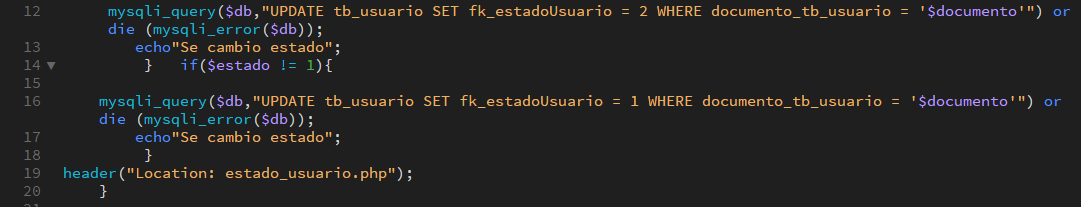 12 mysqli_query($db,"UPDATE tb_usuario SET fk_estadoUsuario = 2 WHERE documento_tb_usuario = '$documento'") or
die (mysqli_error($db));
13 echo"Se cambio estado";
14 } if($estado != 1){
15
16 mysqli_query($db,"UPDATE tb_usuario SET fk_estadoUsuario = 1 WHERE documento_tb_usuario = '$documento'") or
die (mysqli_error($db));
17 echo"Se cambio estado";
18 }
19 header("Location: estado_usuario.php");
20 }